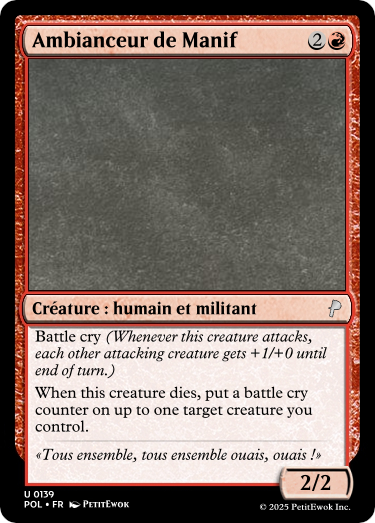 Ambianceur de Manif 2
Créature : humain et militant
Battle cry (Whenever this creature attacks,
each other attacking creature gets +1/+0 until
end of turn.)
When this creature dies, put a battle cry
counter on up to one target creature you
control.
«Tous ensemble, tous ensemble ouais, ouais !»
2/2
U 0139
POL • FR PetitEwok
© 2025 PetitEwok Inc.